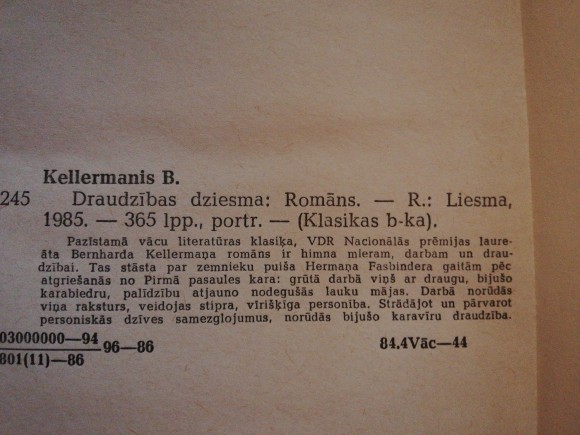 Kellermanis B.
245 Draudzības dziesma: Romāns. — R.: Liesma,
1985. — 365 lpp., portr. — (Klasikas b-ka).
Pazīstamā vācu literatūras klasiķa, VDR Nacionālās prēmijas laure-
āta Bernharda Kellermaņa romāns ir himna mieram, darbam un drau-
dzībai. Tas stāsta par zemnieku puiša Hermaņa Fasbindera gaitām pēc
atgriešanās no Pirmā pasaules kara: grūtā darbā viņš ar draugu, bijušo
karabiedru, palīdzību atjauno nodegušās lauku mājas. Darbā norūdās
viņa raksturs, veidojas stipra, vīrišķīga personība. Strādājot un pārvarot
personiskās dzīves samezglojumus, norūdās bijušo karavīru draudzība.
03000000—94
96—86
84.4Vāc—44
801(11)—86